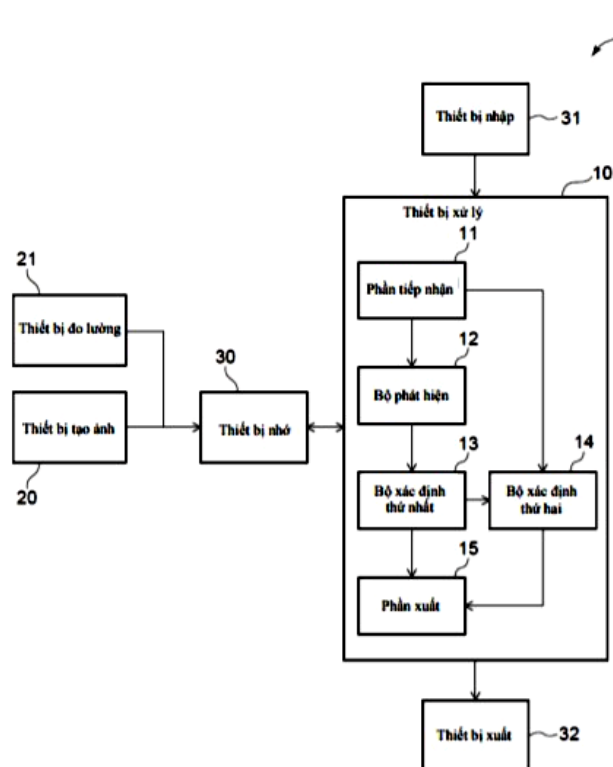 Thiết bị nhập
31
10
Thiết bị xử lý
11
21
Phần tiếp nhận
Thiết bị đo lường
12
30
Bộ phát hiện
Thiết bị tạo ảnh
Thiết bị nhớ
20
13
14
Bộ xác định
thứ nhất
Bộ xác định
thứ hai
15
Phần xuất
Thiết bị xuất
32